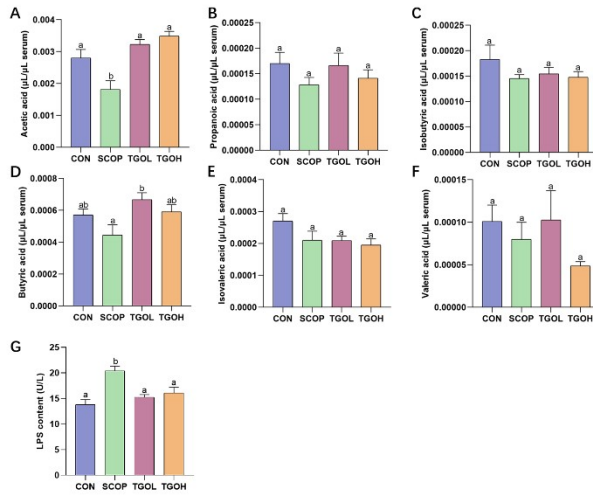 A
Acetic acid (μL/μL serum)
0.004
0.003
0.002
0.001
0.000
a
b
a
a
CON SCOP TGOL TGOH
B
Propanoic acid (μL/μL serum)
0.00025
0.00020
0.00015
0.00010
0.00005
0.00000
a
a
a
a
CON SCOP TGOL TGOH
C
Isobutyric acid (μL/μL serum)
0.00025
0.00020
0.00015
0.00010
0.00005
0.00000
a
a
a
a
CON SCOP TGOL TGOH
D
Butyric acid (μL/μL serum)
0.0008
0.0006
0.0004
0.0002
0.0000
ab
a
b
ab
CON SCOP TGOL TGOH
E
Isovaleric acid (μL/μL serum)
0.0004
0.0003
0.0002
0.0001
0.0000
a
a
a
a
CON SCOP TGOL TGOH
F
Valeric acid (μL/μL serum)
0.00015
0.00010
0.00005
0.00000
a
a
a
a
CON SCOP TGOL TGOH
G
LPS content (U/L)
25
20
15
10
5
0
a
b
a
a
CON SCOP TGOL TGOH